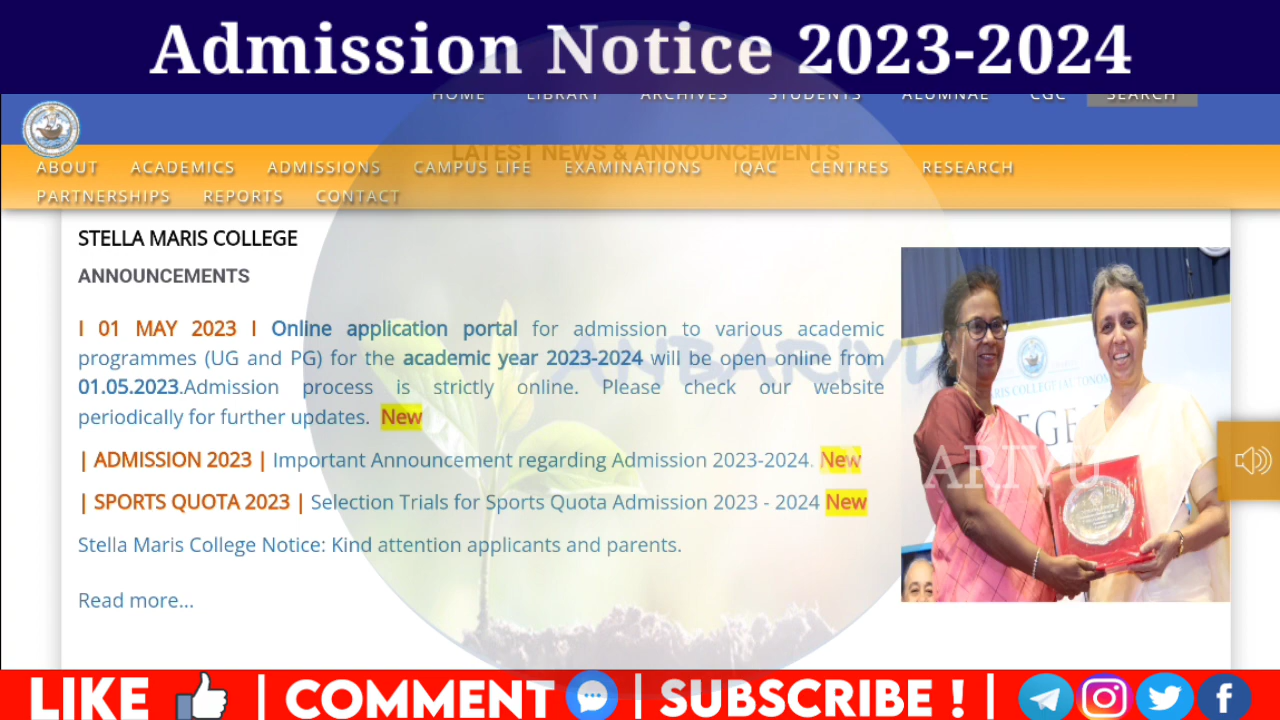 Admission Notice 2023-2024
HOME LIBRARY ARCHIVES STUDENTS ALUMNAE CGC SEARCH
LATEST NEWS & ANNOUNCEMENTS
ABOUT ACADEMICS ADMISSIONS CAMPUS LIFE EXAMINATIONS IQAC CENTRES RESEARCH
PARTNERSHIPS REPORTS CONTACT
STELLA MARIS COLLEGE
ANNOUNCEMENTS
I 01 MAY 2023 I Online application portal for admission to various academic
programmes (UG and PG) for the academic year 2023-2024 will be open online from
01.05.2023.Admission process is strictly online. Please check our website
periodically for further updates. New
| ADMISSION 2023 | Important Announcement regarding Admission 2023-2024. New
| SPORTS QUOTA 2023 | Selection Trials for Sports Quota Admission 2023 - 2024 New
Stella Maris College Notice: Kind attention applicants and parents.
Read more...
ANBARIVU
ARIVU
LIKE | COMMENT | SUBSCRIBE ! |